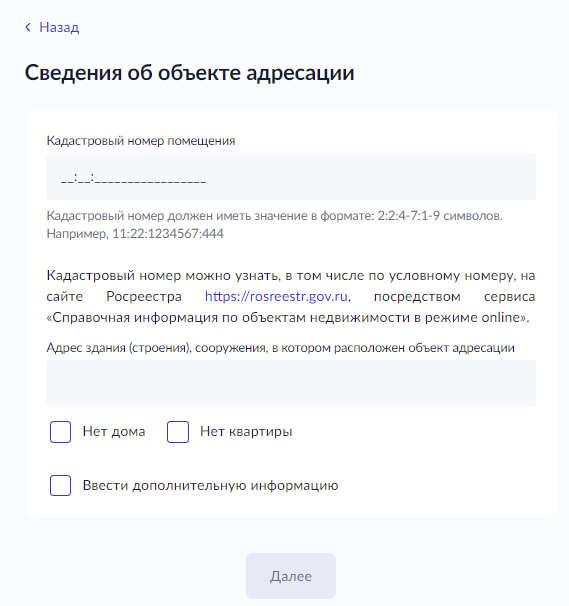 Назад
Сведения об объекте адресации
Кадастровый номер помещения
__:__:_________________
Кадастровый номер должен иметь значение в формате: 2:2:4-7:1-9 символов.
Например, 11:22:1234567:444
Кадастровый номер можно узнать, в том числе по условному номеру, на
сайте Росреестра https://rosreestr.gov.ru, посредством сервиса
«Справочная информация по объектам недвижимости в режиме online».
Адрес здания (строения), сооружения, в котором расположен объект адресации
Нет дома Нет квартиры
Ввести дополнительную информацию
Далее